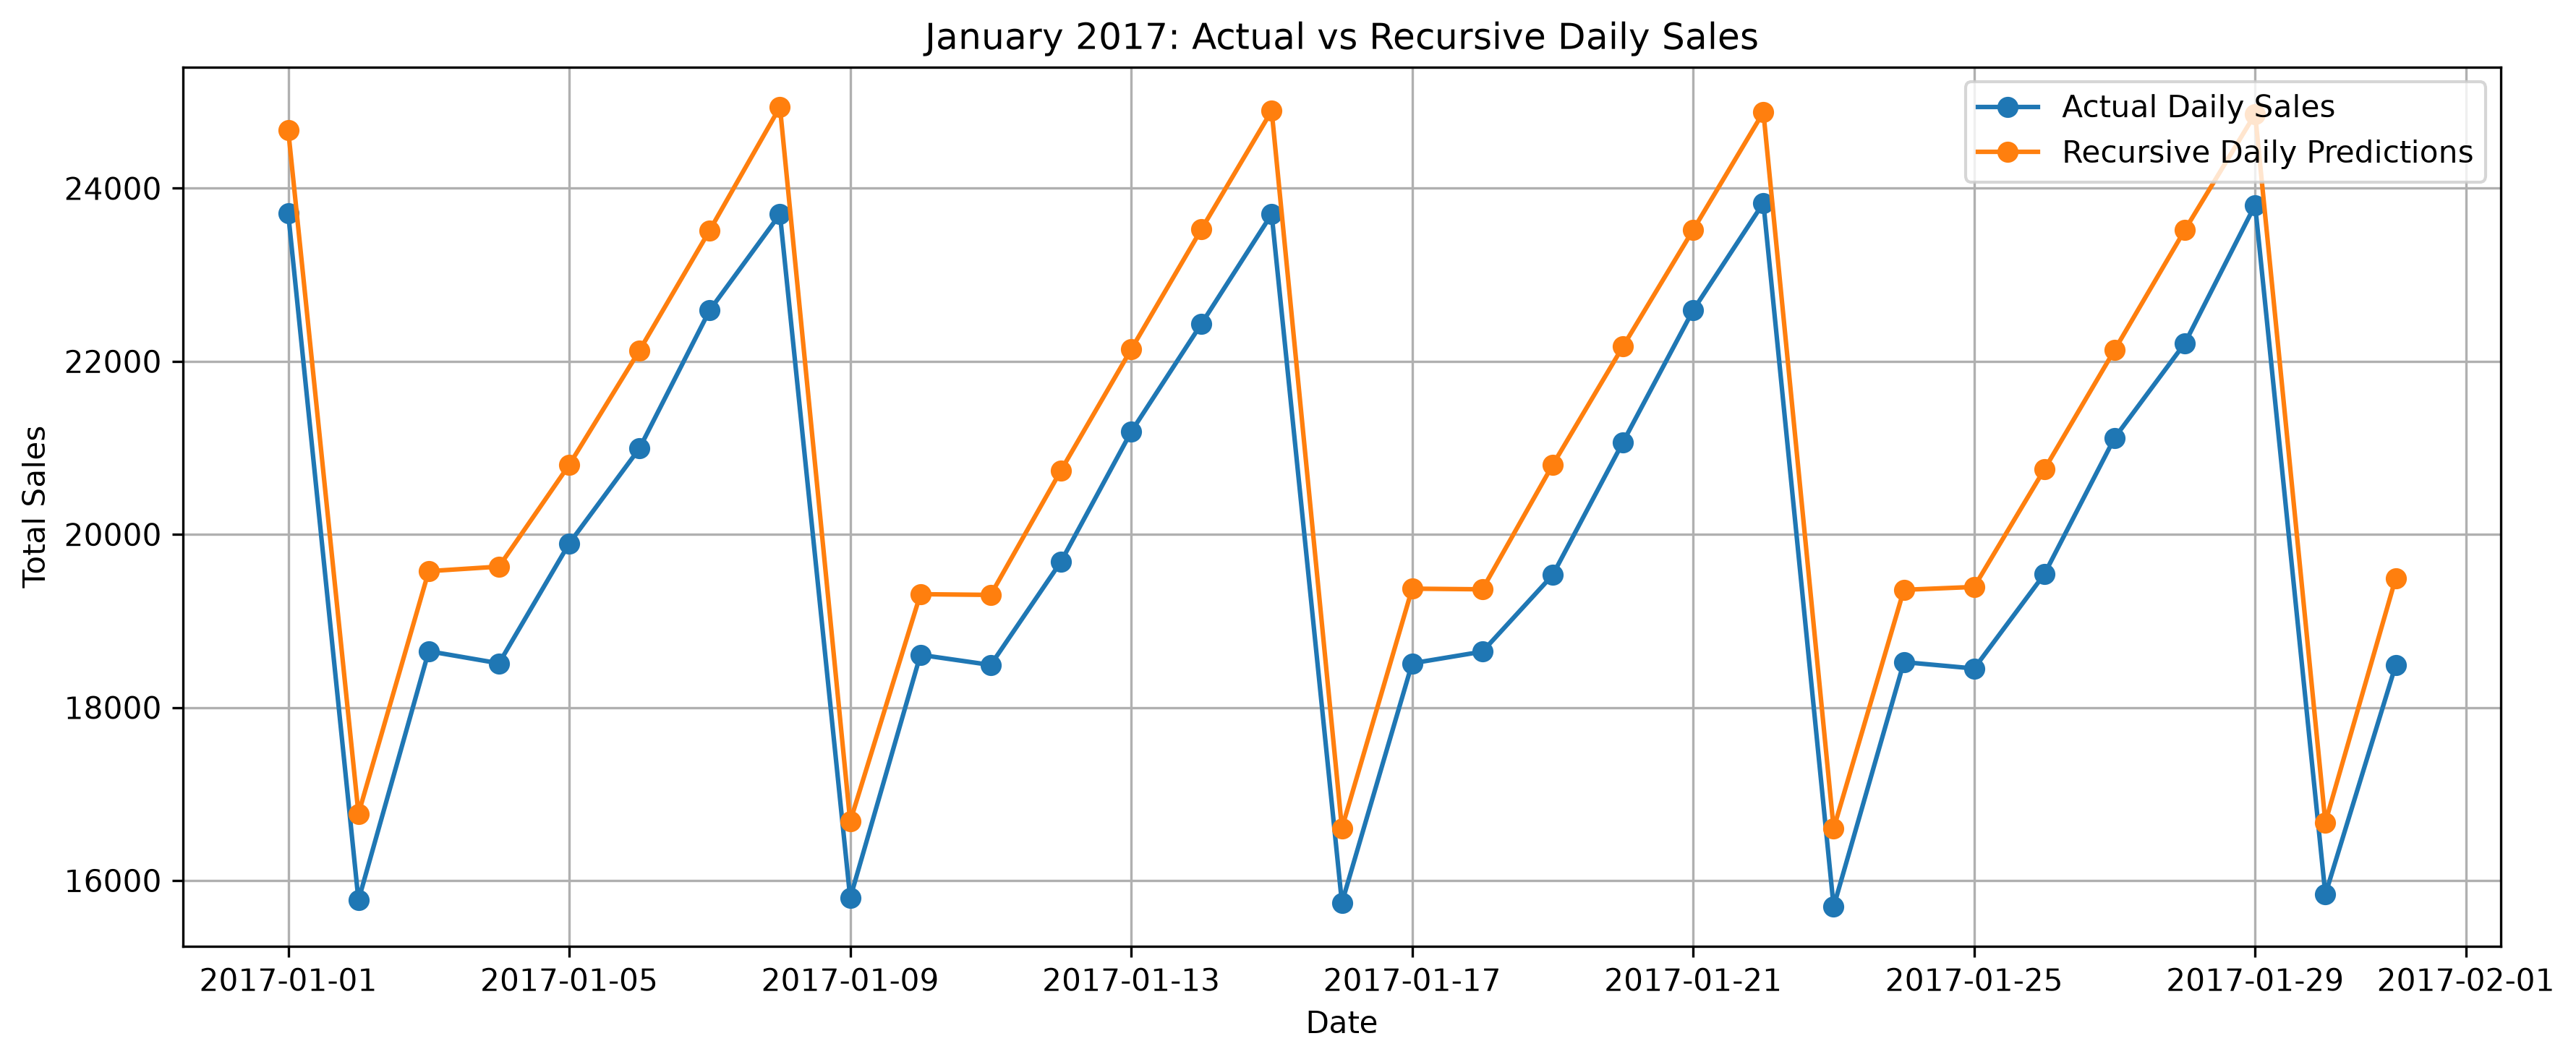 January 2017: Actual vs Recursive Daily Sales
Actual Daily Sales
Recursive Daily Predictions
Total Sales
24000
22000
20000
18000
16000
2017-01-01 2017-01-05 2017-01-09 2017-01-13 2017-01-17 2017-01-21 2017-01-25 2017-01-29 2017-02-01
Date